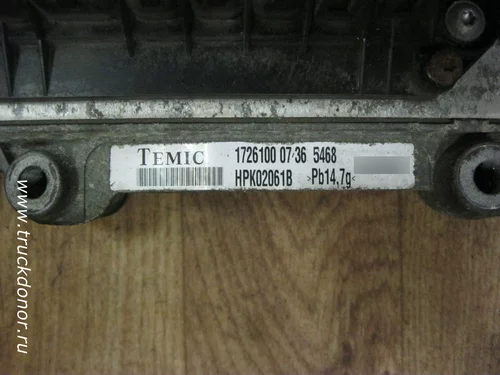 TEMIC 1726100 07/36 5468
HPK02061B >Pb14,7g<
www.truckdonor.ru